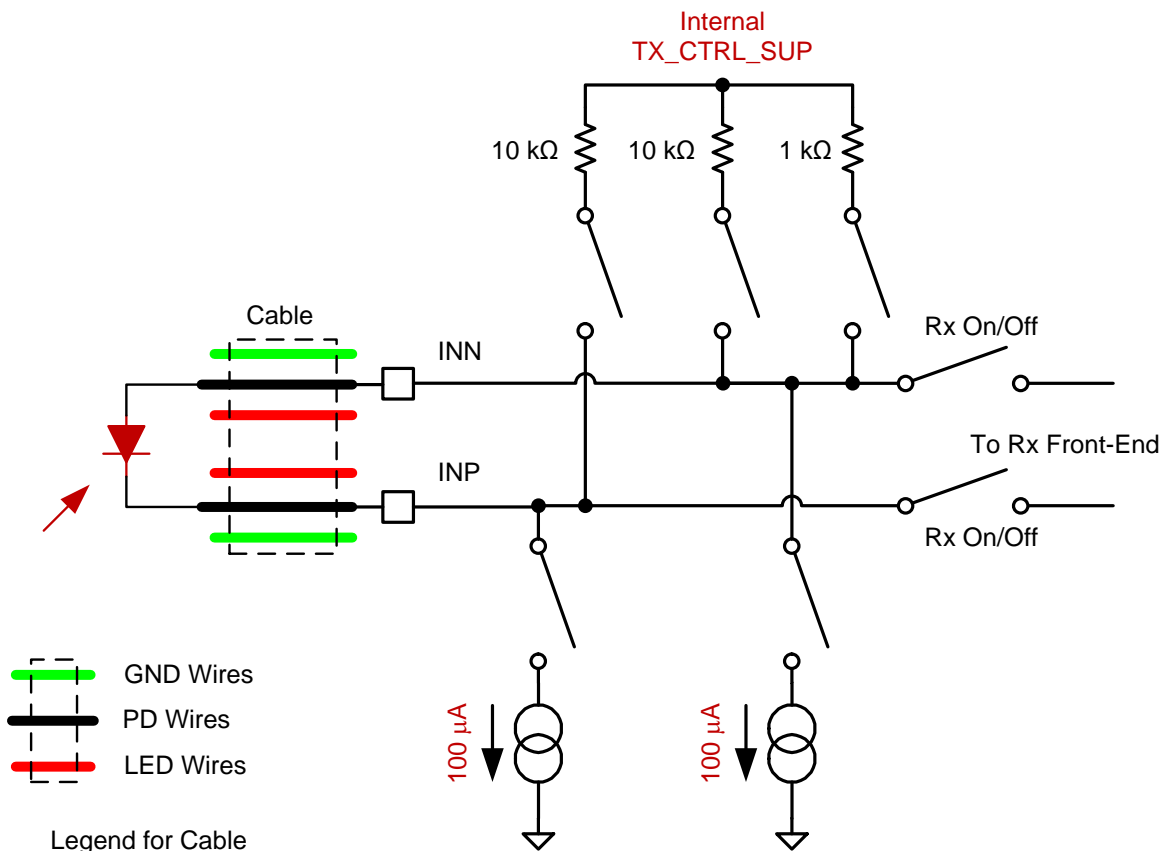 Internal
TX_CTRL_SUP
10 kΩ
10 kΩ
1 kΩ
Cable
INN
Rx On/Off
To Rx Front-End
INP
Rx On/Off
GND Wires
PD Wires
LED Wires
100 µA
100 µA
Legend for Cable